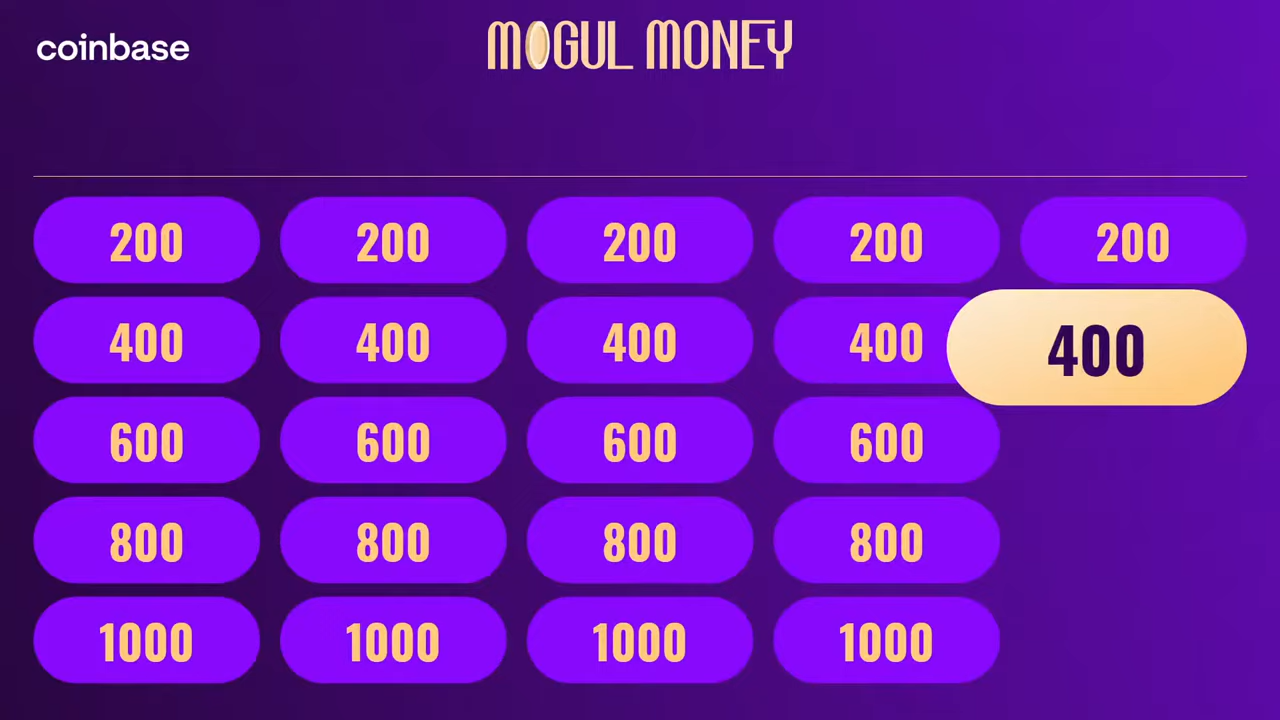 coinbase
MOGUL MONEY
200 200 200 200 200
400 400 400 400 400
600 600 600 600
800 800 800 800
1000 1000 1000 1000